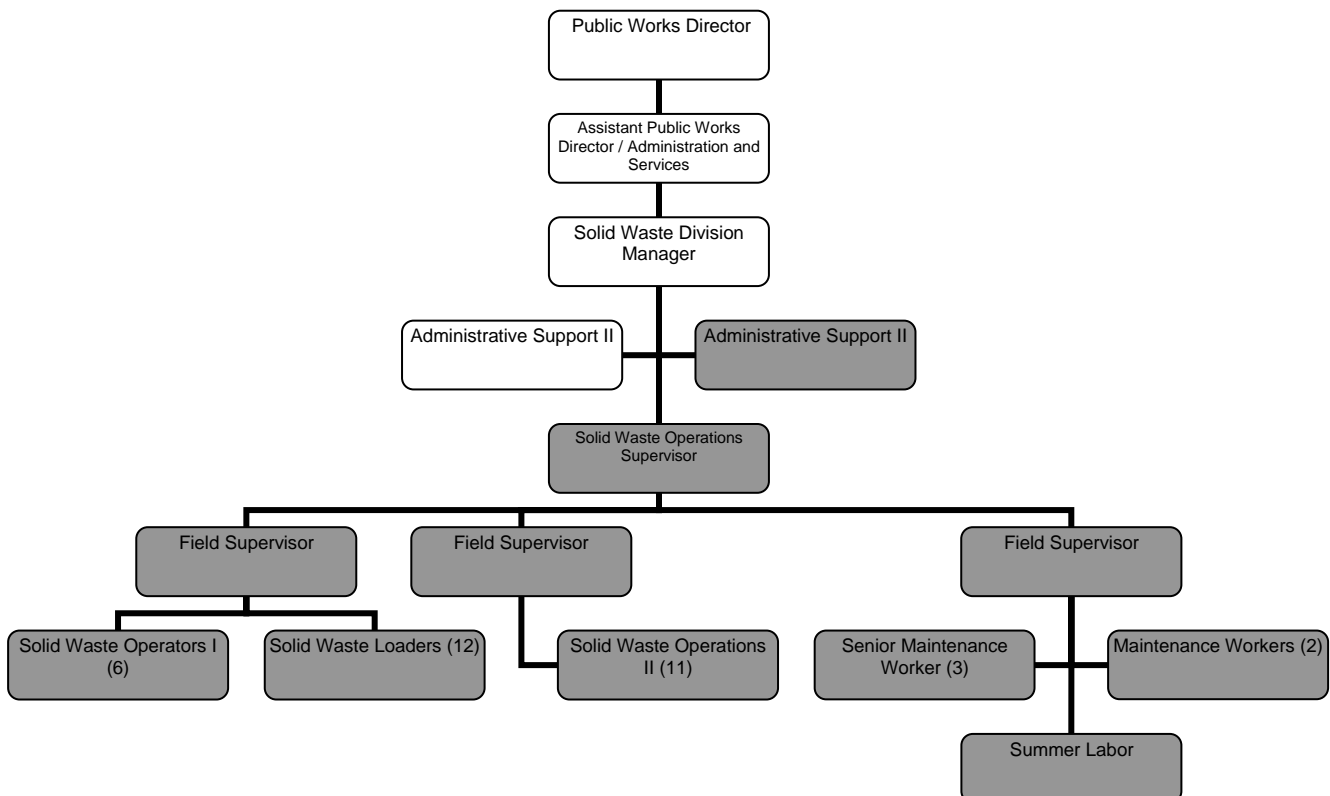 Public Works Director
Assistant Public Works
Director / Administration and
Services
Solid Waste Division
Manager
Administrative Support II
Administrative Support II
Solid Waste Operations
Supervisor
Field Supervisor
Field Supervisor
Field Supervisor
Solid Waste Operators I
(6)
Solid Waste Loaders (12)
Solid Waste Operations
II (11)
Senior Maintenance
Worker (3)
Maintenance Workers (2)
Summer Labor